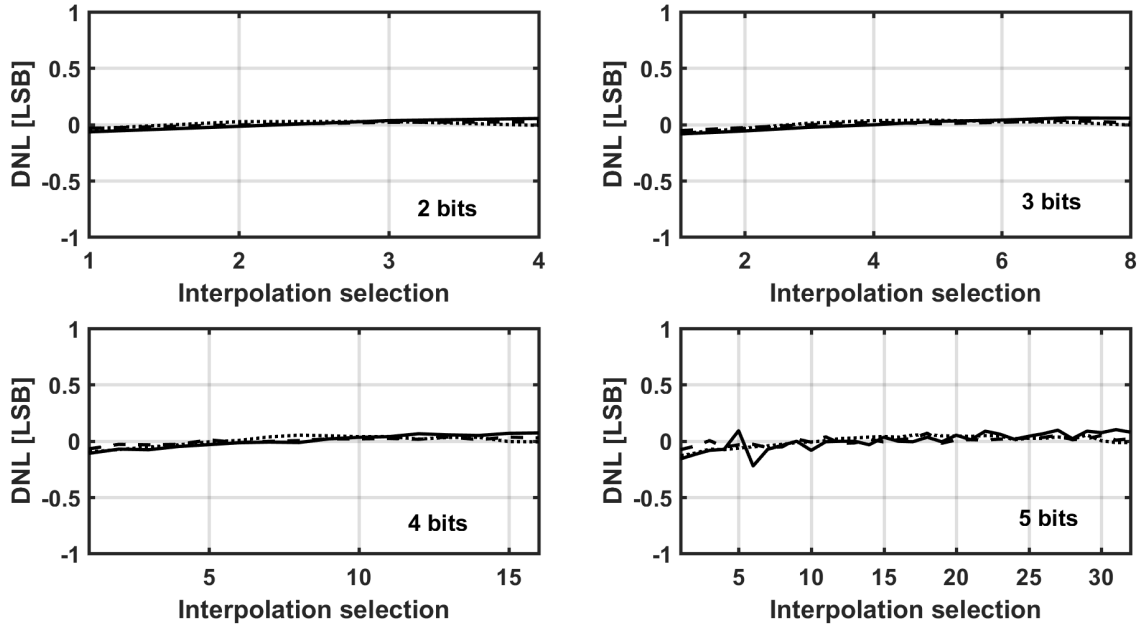 1
0.5
0
-0.5
-1
DNL [LSB]
2 bits
1 2 3 4
Interpolation selection
1
0.5
0
-0.5
-1
DNL [LSB]
3 bits
2 4 6 8
Interpolation selection
1
0.5
0
-0.5
-1
DNL [LSB]
4 bits
5 10 15
Interpolation selection
1
0.5
0
-0.5
-1
DNL [LSB]
5 bits
5 10 15 20 25 30
Interpolation selection